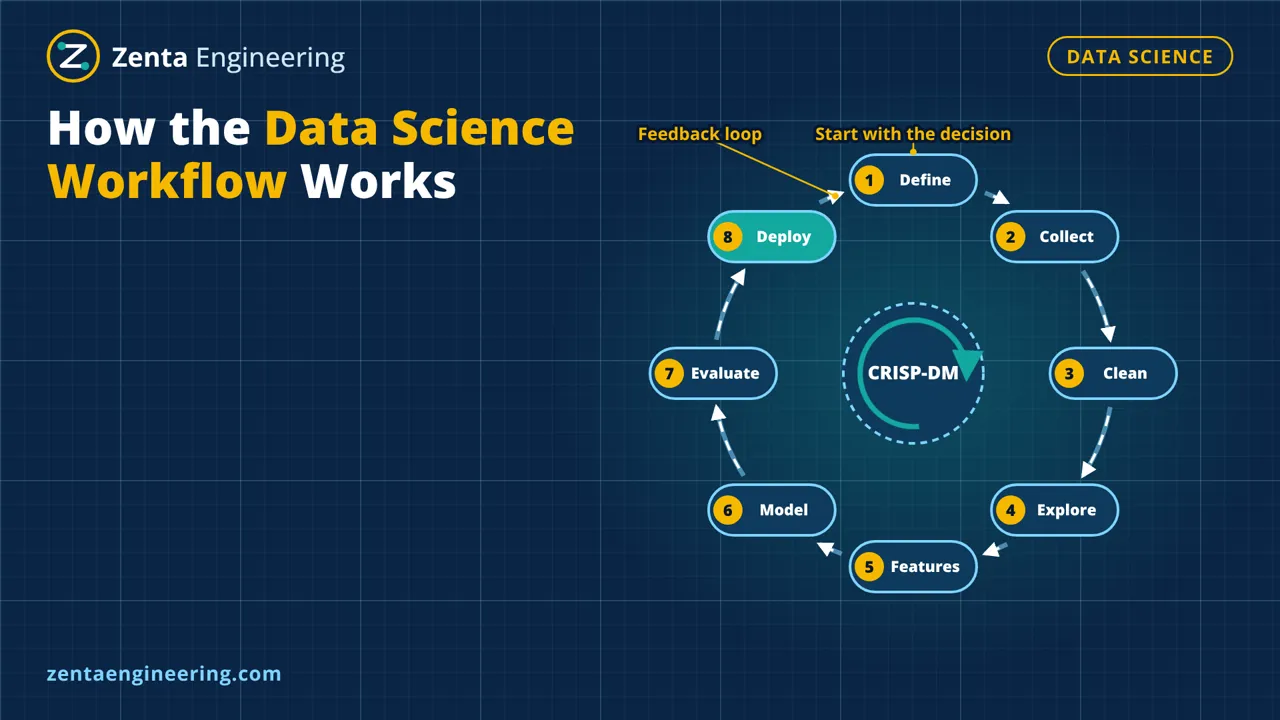 Zenta Engineering
DATA SCIENCE
How the Data Science
Workflow Works
Feedback loop
Start with the decision
1 Define
2 Collect
3 Clean
4 Explore
5 Features
6 Model
7 Evaluate
8 Deploy
CRISP-DM
zentaengineering.com